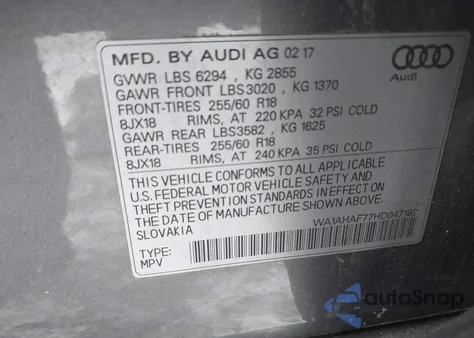 MFD. BY AUDI AG 02 17
GVWR LBS 6294 , KG 2855
GAWR FRONT LBS3020 , KG 1370
FRONT-TIRES 255/60 R18
8JX18 RIMS, AT 220 KPA 32 PSI COLD
GAWR REAR LBS3582 , KG 1625
REAR-TIRES 255/60 R18
8JX18 RIMS, AT 240 KPA 35 PSI COLD
THIS VEHICLE CONFORMS TO ALL APPLICABLE
U.S. FEDERAL MOTOR VEHICLE SAFETY AND
THEFT PREVENTION STANDARDS IN EFFECT ON
THE DATE OF MANUFACTURE SHOWN ABOVE
SLOVAKIA
WA1AHAF77HD047192
TYPE:
MPV
Audi
autoSnap